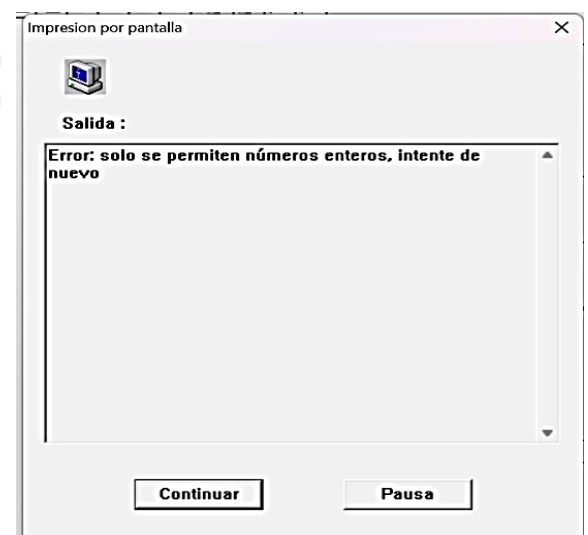 Impresion por pantalla
Salida :
Error: solo se permiten números enteros, intente de
nuevo
Continuar
Pausa